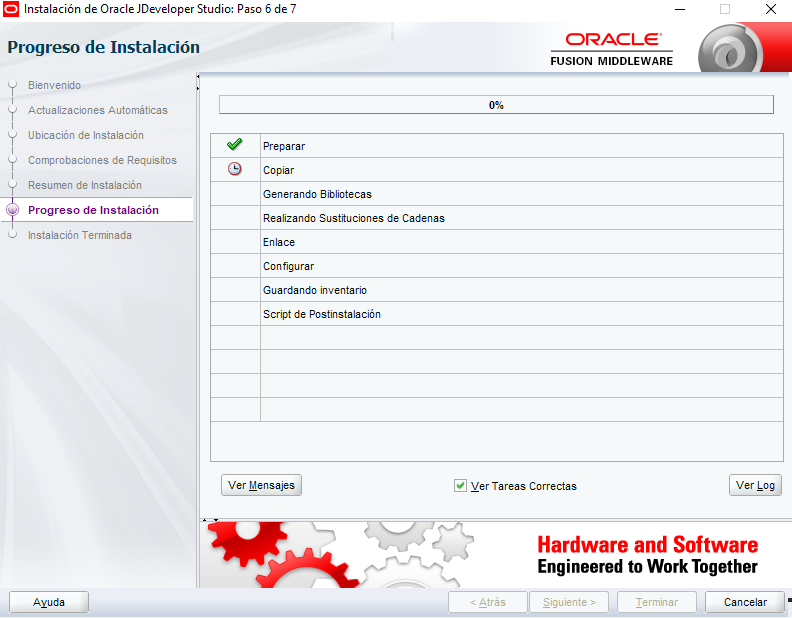 Instalación de Oracle JDeveloper Studio: Paso 6 de 7
Progreso de Instalación
ORACLE
FUSION MIDDLEWARE
Bienvenido
Actualizaciones Automáticas
Ubicación de Instalación
Comprobaciones de Requisitos
Resumen de Instalación
Progreso de Instalación
Instalación Terminada
0%
Preparar
Copiar
Generando Bibliotecas
Realizando Sustituciones de Cadenas
Enlace
Configurar
Guardando inventario
Script de Postinstalación
Ver Mensajes
Ver Tareas Correctas
Ver Log
Hardware and Software
Engineered to Work Together
Ayuda
< Atrás
Siguiente >
Terminar
Cancelar